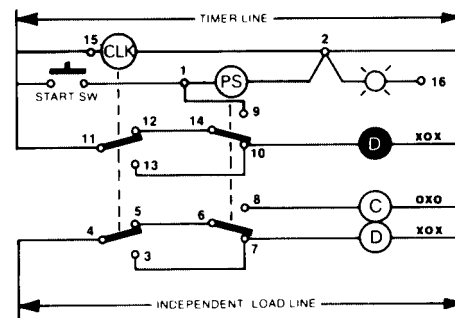 TIMER LINE
15 CLK 2
1 PS 16
START SW
9
12 14
11 10 D XOX
13
8 C OXO
5 6
4 7 D XOX
3
INDEPENDENT LOAD LINE